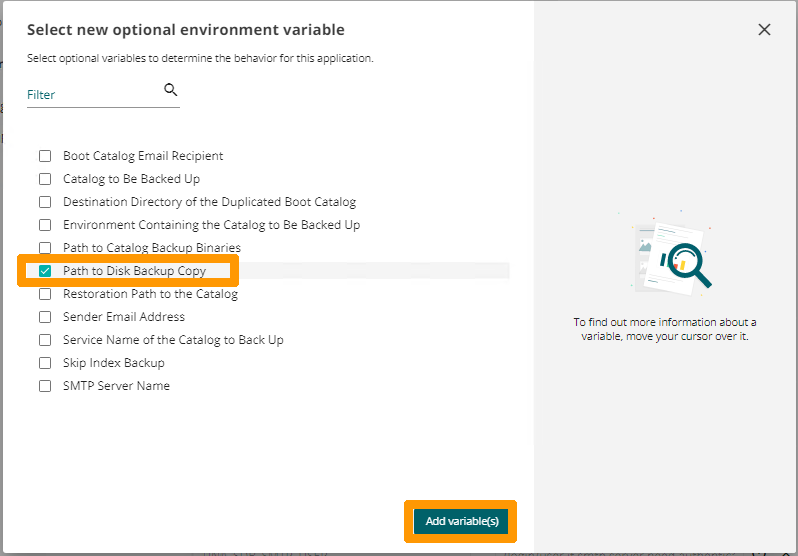 Select new optional environment variable
Select optional variables to determine the behavior for this application.
Filter
Boot Catalog Email Recipient
Catalog to Be Backed Up
Destination Directory of the Duplicated Boot Catalog
Environment Containing the Catalog to Be Backed Up
Path to Catalog Backup Binaries
Path to Disk Backup Copy
Restoration Path to the Catalog
Sender Email Address
Service Name of the Catalog to Back Up
Skip Index Backup
SMTP Server Name
To find out more information about a
variable, move your cursor over it.
Add variable(s)